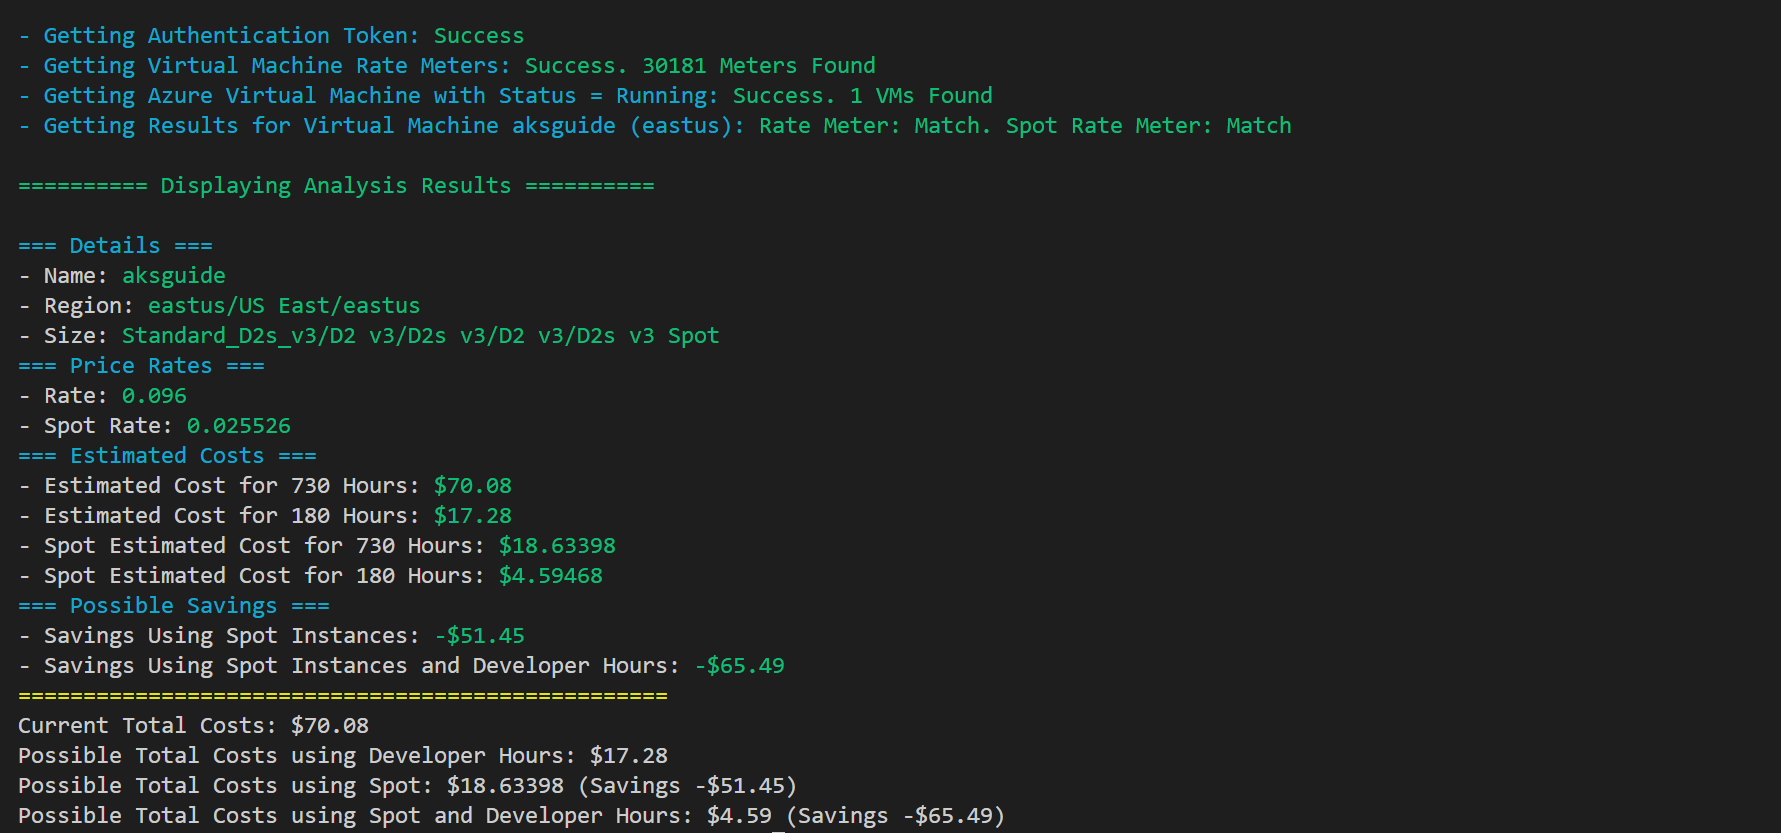 - Getting Authentication Token: Success
- Getting Virtual Machine Rate Meters: Success. 30181 Meters Found
- Getting Azure Virtual Machine with Status = Running: Success. 1 VMs Found
- Getting Results for Virtual Machine aksguide (eastus): Rate Meter: Match. Spot Rate Meter: Match
========== Displaying Analysis Results ==========
=== Details ===
- Name: aksguide
- Region: eastus/US East/eastus
- Size: Standard_D2s_v3/D2 v3/D2s v3/D2 v3/D2s v3 Spot
=== Price Rates ===
- Rate: 0.096
- Spot Rate: 0.025526
=== Estimated Costs ===
- Estimated Cost for 730 Hours: $70.08
- Estimated Cost for 180 Hours: $17.28
- Spot Estimated Cost for 730 Hours: $18.63398
- Spot Estimated Cost for 180 Hours: $4.59468
=== Possible Savings ===
- Savings Using Spot Instances: -$51.45
- Savings Using Spot Instances and Developer Hours: -$65.49
==================================================
Current Total Costs: $70.08
Possible Total Costs using Developer Hours: $17.28
Possible Total Costs using Spot: $18.63398 (Savings -$51.45)
Possible Total Costs using Spot and Developer Hours: $4.59 (Savings -$65.49)